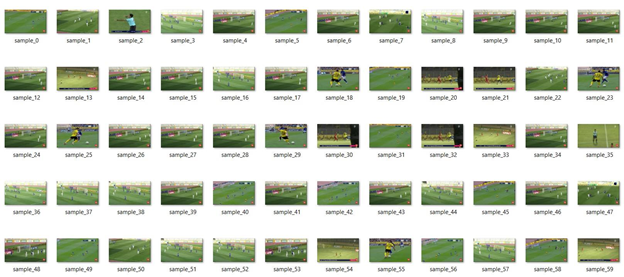 sample_0 sample_1 sample_2 sample_3 sample_4 sample_5 sample_6 sample_7 sample_8 sample_9 sample_10 sample_11
sample_12 sample_13 sample_14 sample_15 sample_16 sample_17 sample_18 sample_19 sample_20 sample_21 sample_22 sample_23
sample_24 sample_25 sample_26 sample_27 sample_28 sample_29 sample_30 sample_31 sample_32 sample_33 sample_34 sample_35
sample_36 sample_37 sample_38 sample_39 sample_40 sample_41 sample_42 sample_43 sample_44 sample_45 sample_46 sample_47
sample_48 sample_49 sample_50 sample_51 sample_52 sample_53 sample_54 sample_55 sample_56 sample_57 sample_58 sample_59